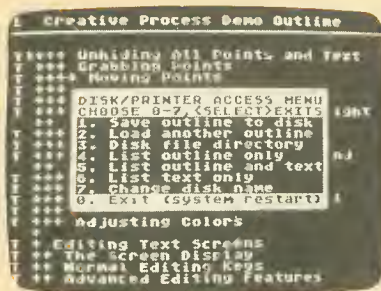 Creative Process Demo Outline
T ++++ Unhiding All Points and Text
T +++ Grabbing Points
T ++++ Moving Points
DISK/PRINTER ACCESS MENU
CHOOSE 0-7,(SELECT)EXITS
1. Save outline to disk
2. Load another outline
3. Disk file directory
4. List outline only
5. List outline and text
6. List text only
7. Change disk name
0. Exit (system restart)
Adjusting Colors
T + Editing Text Screens
T ++ The Screen Display
T ++ Normal Editing Keys
T ++ Advanced Editing Features